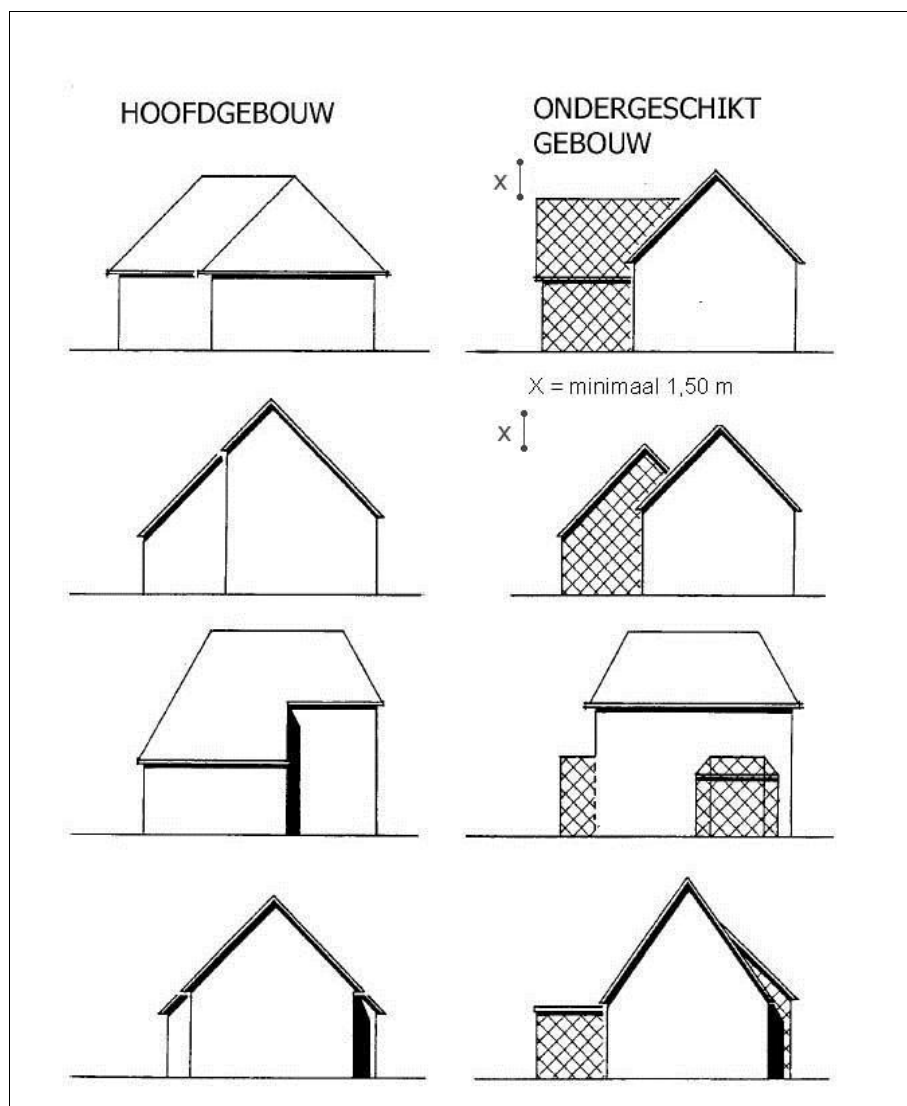 HOOFDGEBOUW
ONDERGESCHIKT
GEBOUW
X
X = minimaal 1,50 m
X